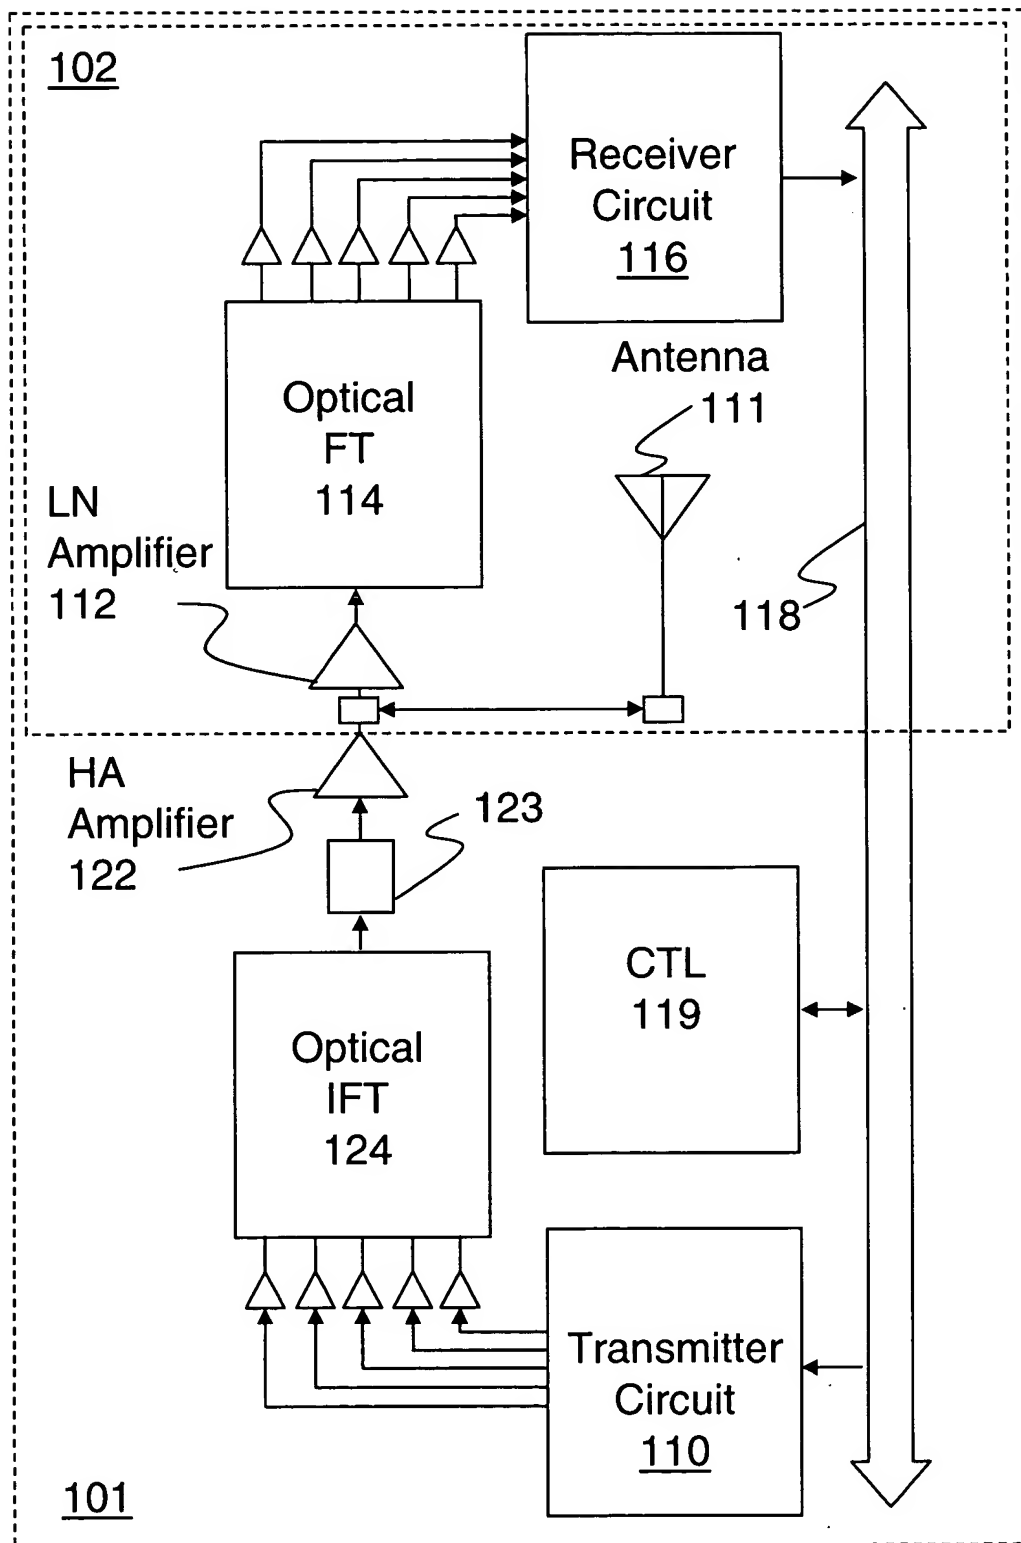 102
Receiver
Circuit
116
Antenna
111
Optical
FT
114
LN
Amplifier
112
118
HA
Amplifier
122
123
CTL
119
Optical
IFT
124
Transmitter
Circuit
110
101